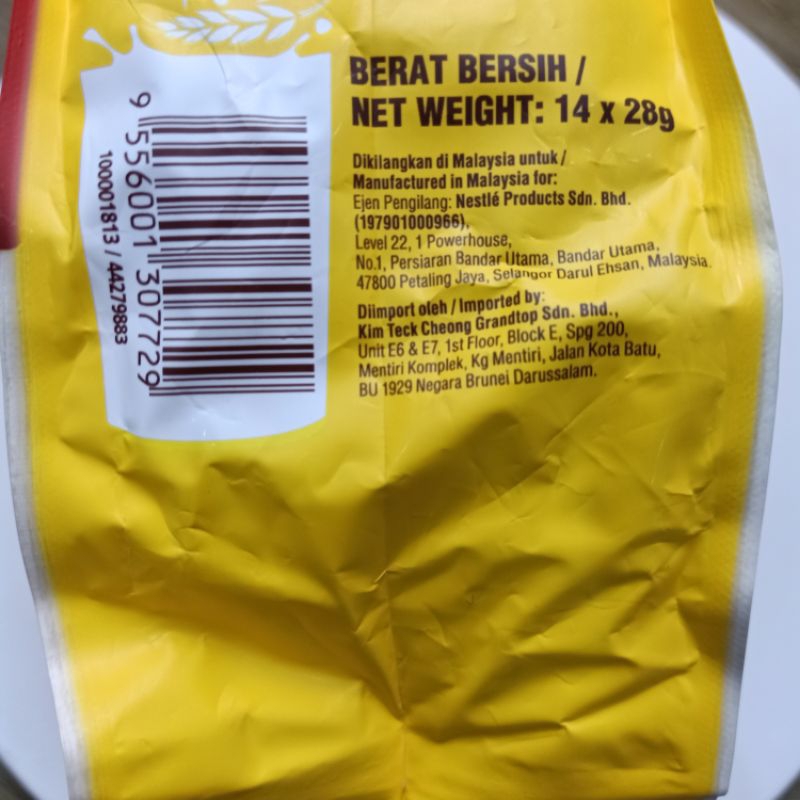 BERAT BERSIH /
NET WEIGHT: 14 x 28g
Dikilangkan di Malaysia untuk /
Manufactured in Malaysia for:
Ejen Pengilang: Nestlé Products Sdn. Bhd.
(197901000966),
Level 22, 1 Powerhouse,
No.1, Persiaran Bandar Utama, Bandar Utama,
47800 Petaling Jaya, Selangor Darul Ehsan, Malaysia.
Diimport oleh / Imported by:
Kim Teck Cheong Grandtop Sdn. Bhd.,
Unit E6 & E7, 1st Floor, Block E, Spg 200,
Mentiri Komplek, Kg Mentiri, Jalan Kota Batu,
BU 1929 Negara Brunei Darussalam.
9 556001 307729
100001813 / 44279883